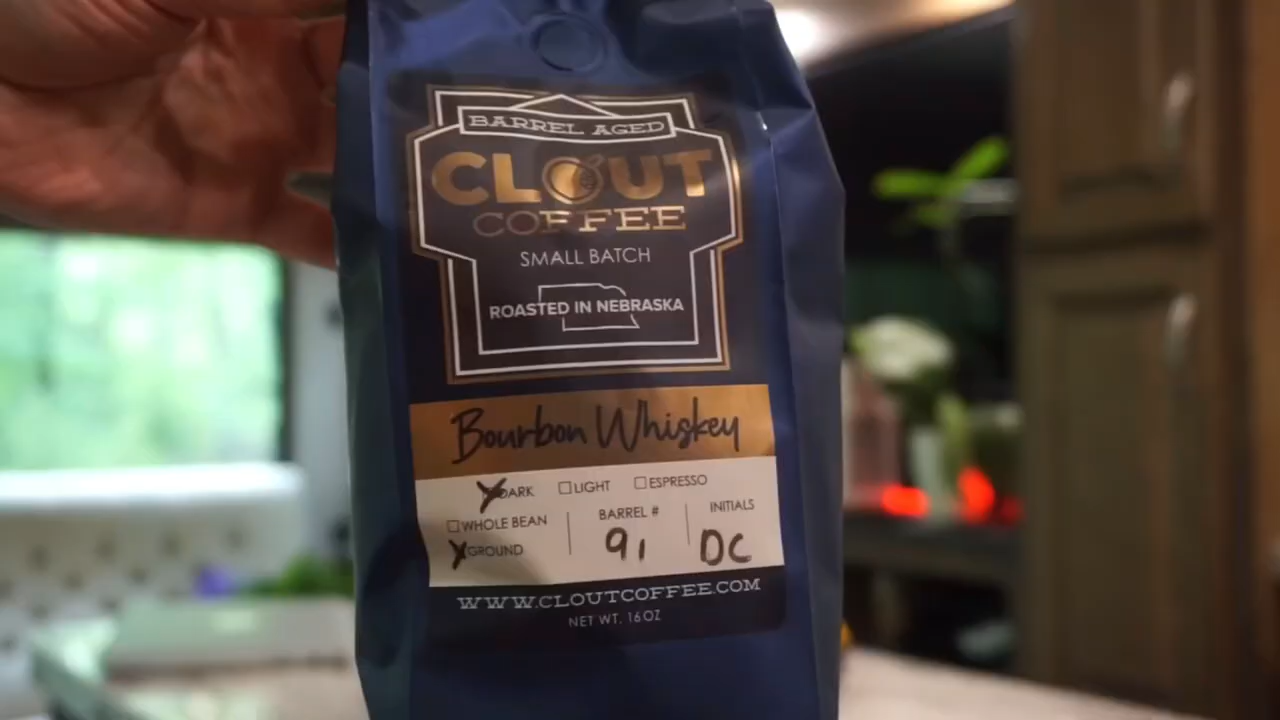 BARREL AGED
CLOUT
COFFEE
SMALL BATCH
ROASTED IN NEBRASKA
Bourbon Whiskey
DARK LIGHT ESPRESSO
WHOLE BEAN
GROUND
BARREL #
91
INITIALS
DC
WWW.CLOUTCOFFEE.COM
NET WT. 16OZ